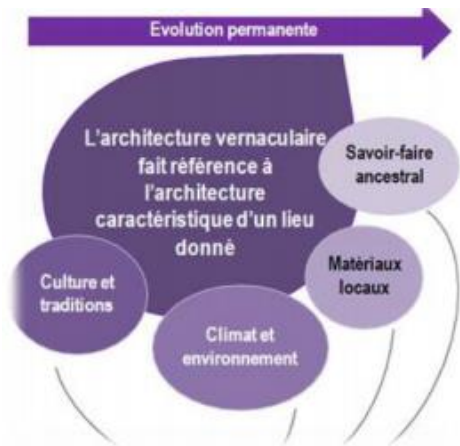 Evolution permanente
L'architecture vernaculaire
fait référence à
l'architecture
caractéristique d'un lieu
donné
Savoir-faire
ancestral
Matériaux
locaux
Culture et
traditions
Climat et
environnement